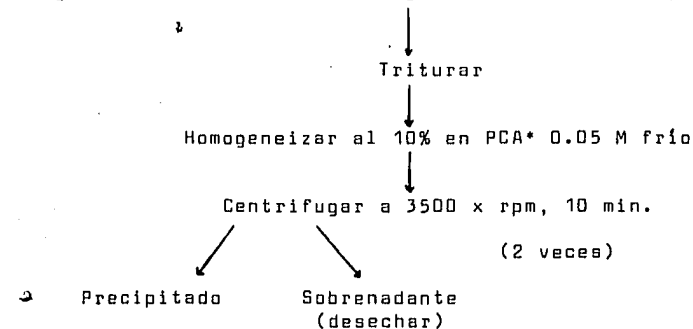 Triturar
Homogeneizar al 10% en PCA* 0.05 M frío
Centrifugar a 3500 x rpm, 10 min.
(2 veces)
Precipitado Sobrenadante
(desechar)